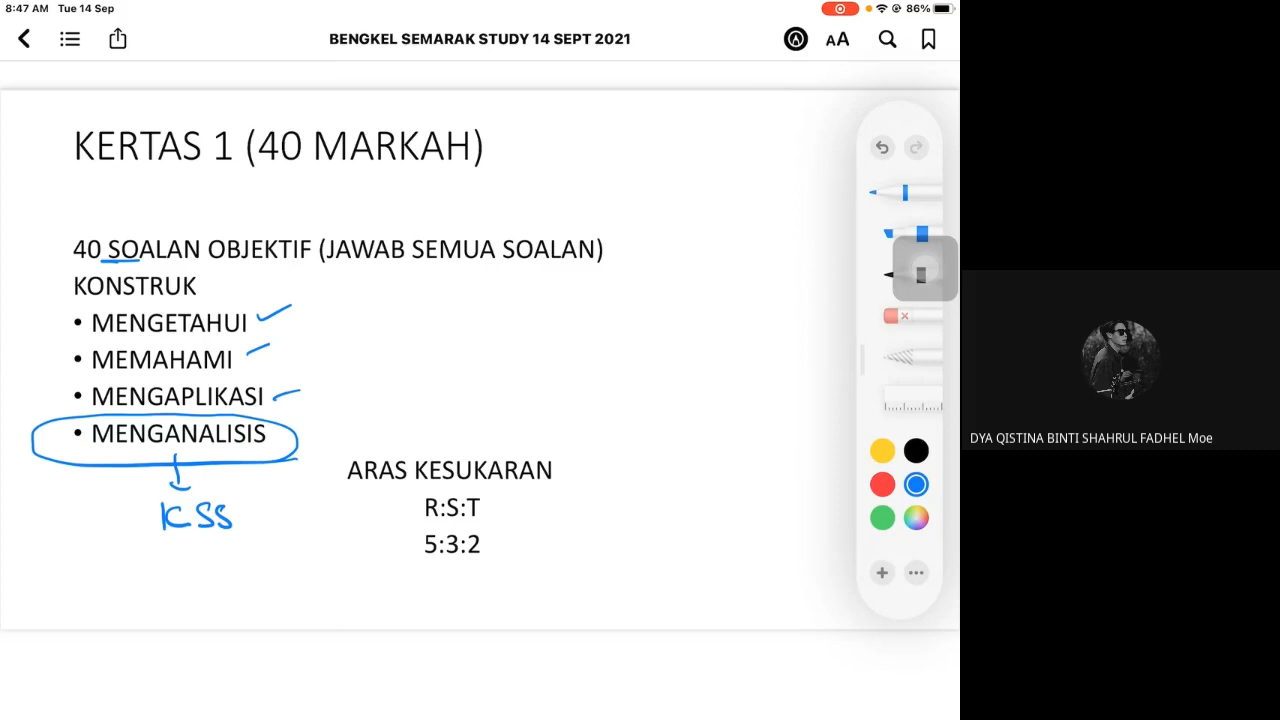 8:47 AM Tue 14 Sep
86%
BENGKEL SEMARAK STUDY 14 SEPT 2021
AA
KERTAS 1 (40 MARKAH)
40 SOALAN OBJEKTIF (JAWAB SEMUA SOALAN)
KONSTRUK
• MENGETAHUI
• MEMAHAMI
• MENGAPLIKASI
• MENGANALISIS
KSS
ARAS KESUKARAN
R:S:T
5:3:2
DYA QISTINA BINTI SHAHRUL FADHEL Moe